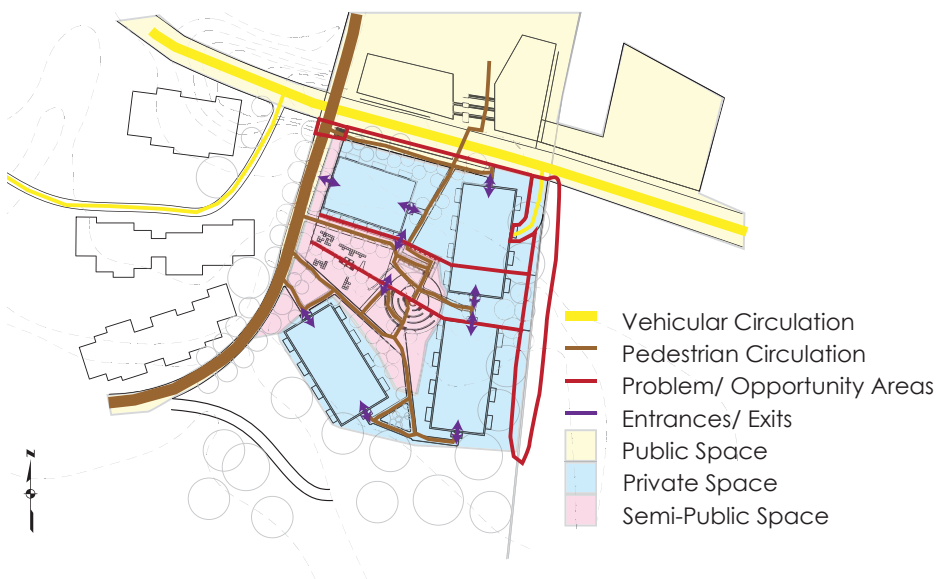 Vehicular Circulation
Pedestrian Circulation
Problem/ Opportunity Areas
Entrances/ Exits
Public Space
Private Space
Semi-Public Space
N